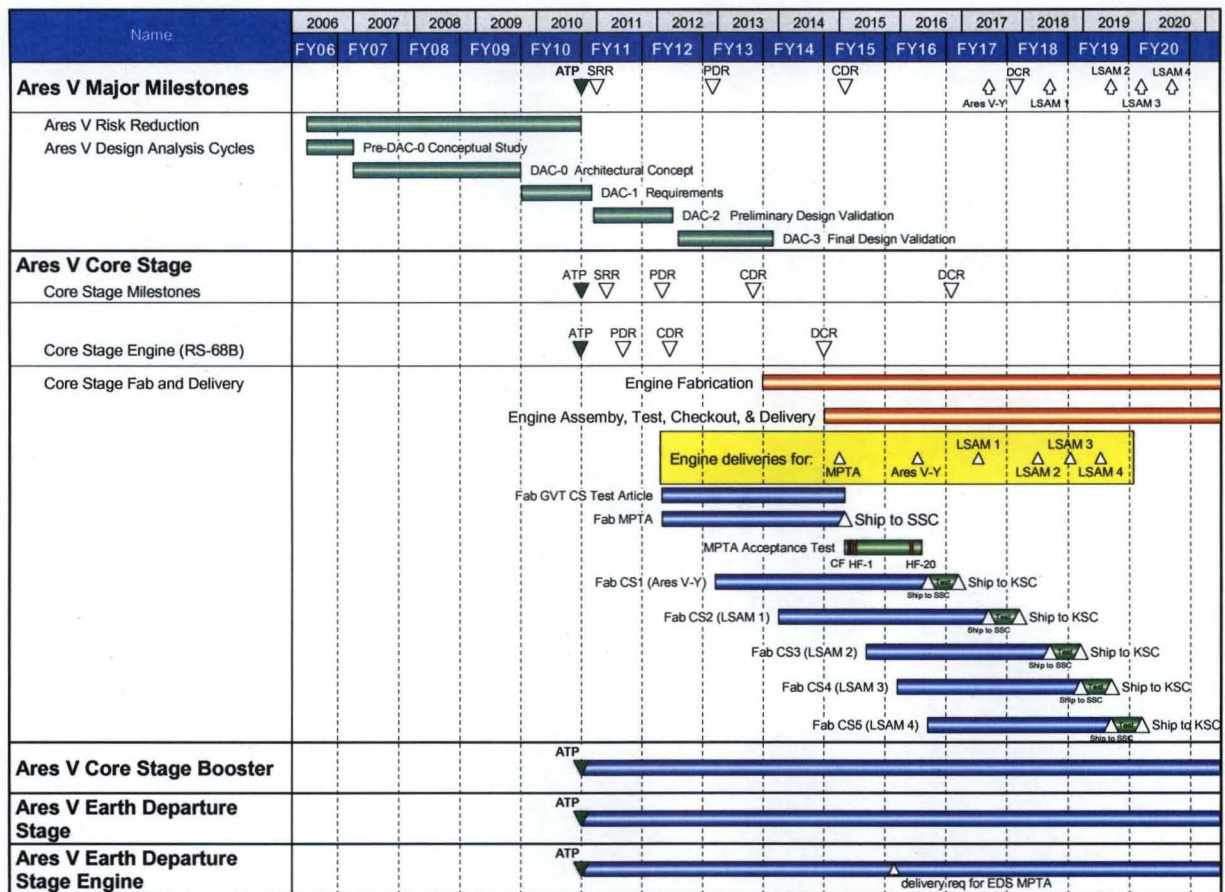 Name
2006 2007 2008 2009 2010 2011 2012 2013 2014 2015 2016 2017 2018 2019 2020
FY06 FY07 FY08 FY09 FY10 FY11 FY12 FY13 FY14 FY15 FY16 FY17 FY18 FY19 FY20
Ares V Major Milestones
ATP SRR PDR CDR DCR LSAM 2 LSAM 4
Ares V-Y LSAM 1 LSAM 3
Ares V Risk Reduction
Ares V Design Analysis Cycles
Pre-DAC-0 Conceptual Study
DAC-0 Architectural Concept
DAC-1 Requirements
DAC-2 Preliminary Design Validation
DAC-3 Final Design Validation
Ares V Core Stage
Core Stage Milestones
ATP SRR PDR CDR DCR
Core Stage Engine (RS-68B)
ATP PDR CDR DCR
Core Stage Fab and Delivery
Engine Fabrication
Engine Assemby, Test, Checkout, & Delivery
LSAM 1 LSAM 3
Engine deliveries for:
MPTA Ares V-Y LSAM 2 LSAM 4
Fab GVT CS Test Article
Fab MPTA Ship to SSC
MPTA Acceptance Test
CF HF-1 HF-20
Fab CS1 (Ares V-Y) Test Ship to KSC
Ship to SSC
Fab CS2 (LSAM 1) Test Ship to KSC
Ship to SSC
Fab CS3 (LSAM 2) Test Ship to KSC
Ship to SSC
Fab CS4 (LSAM 3) Test Ship to KSC
Ship to SSC
Fab CS5 (LSAM 4) Test Ship to KSC
Ship to SSC
Ares V Core Stage Booster
ATP
Ares V Earth Departure
Stage
ATP
Ares V Earth Departure
Stage Engine
ATP
delivery req for EDS MPTA